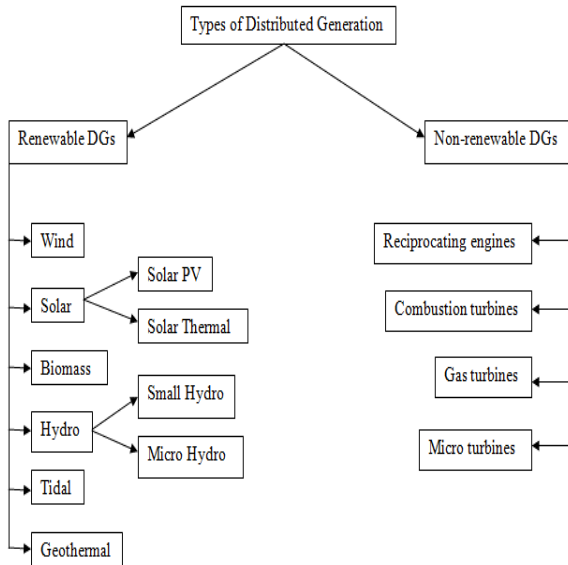 Types of Distributed Generation
Renewable DGs
Non-renewable DGs
Wind
Solar
Solar PV
Solar Thermal
Biomass
Hydro
Small Hydro
Micro Hydro
Tidal
Geothermal
Reciprocating engines
Combustion turbines
Gas turbines
Micro turbines